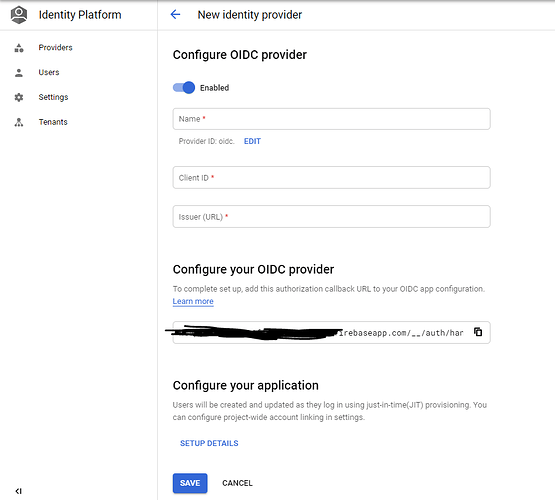 Identity Platform
New identity provider
Providers
Users
Settings
Tenants
Configure OIDC provider
Enabled
Name *
Provider ID: oidc. EDIT
Client ID *
Issuer (URL) *
Configure your OIDC provider
To complete set up, add this authorization callback URL to your OIDC app configuration.
Learn more
irebaseapp.com/__/auth/har
Configure your application
Users will be created and updated as they log in using just-in-time(JIT) provisioning. You
can configure project-wide account linking in settings.
SETUP DETAILS
SAVE CANCEL